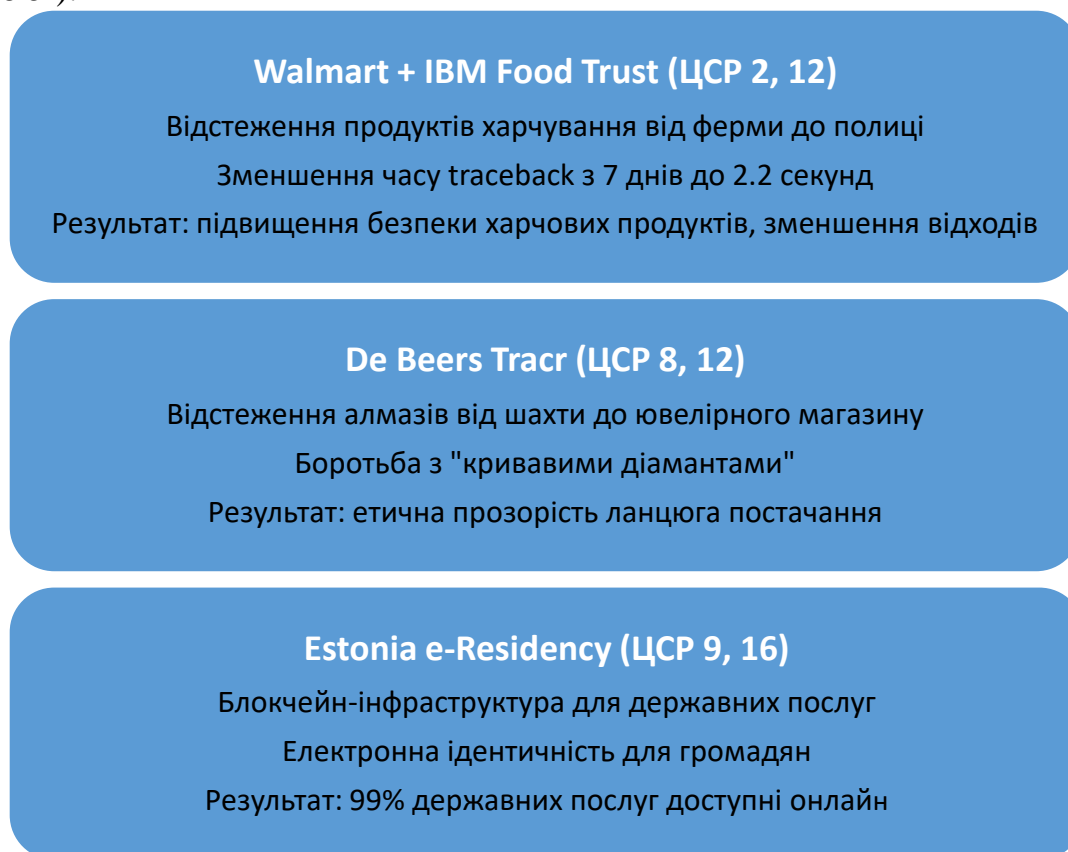 Walmart + IBM Food Trust (ЦСР 2, 12)
Відстеження продуктів харчування від ферми до полиці
Зменшення часу traceback з 7 днів до 2.2 секунд
Результат: підвищення безпеки харчових продуктів, зменшення відходів
De Beers Tracr (ЦСР 8, 12)
Відстеження алмазів від шахти до ювелірного магазину
Боротьба з "кривавими діамантами"
Результат: етична прозорість ланцюга постачання
Estonia e-Residency (ЦСР 9, 16)
Блокчейн-інфраструктура для державних послуг
Електронна ідентичність для громадян
Результат: 99% державних послуг доступні онлайн